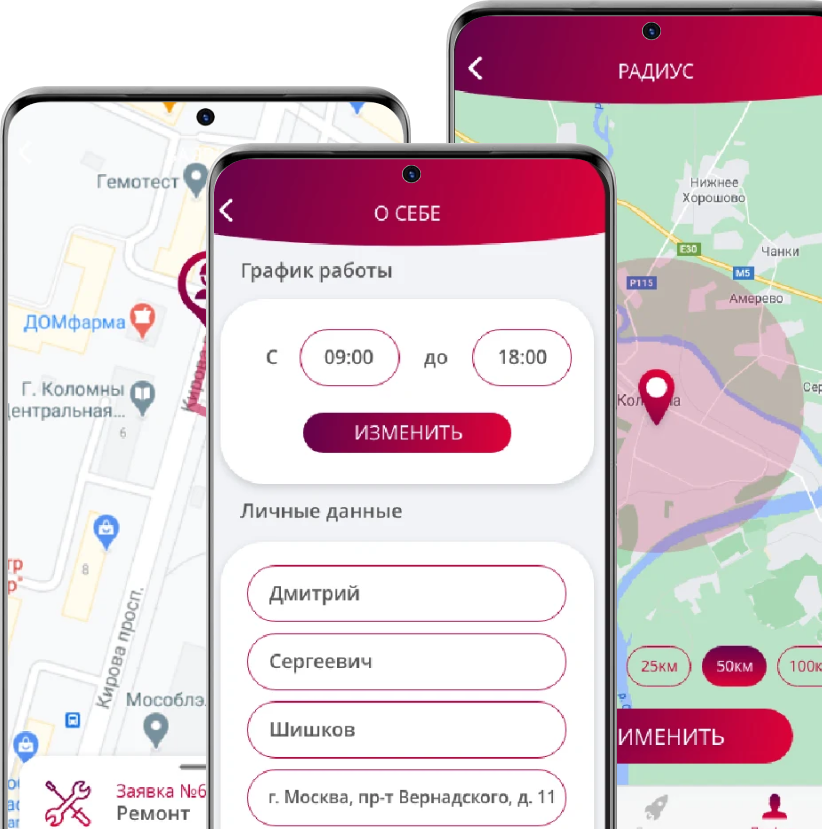 Гемотест
ДОМфарма
Г. Коломны
Центральная...
6
8
Кирова просп.
Мособлэ
Заявка №6
Ремонт
О СЕБЕ
График работы
С 09:00 до 18:00
ИЗМЕНИТЬ
Личные данные
Дмитрий
Сергеевич
Шишков
г. Москва, пр-т Вернадского, д. 11
РАДИУС
Нижнее
Хорошово
E30
Чанки
M5
P115
Амерево
25км 50км 100к
ИМЕНИТЬ